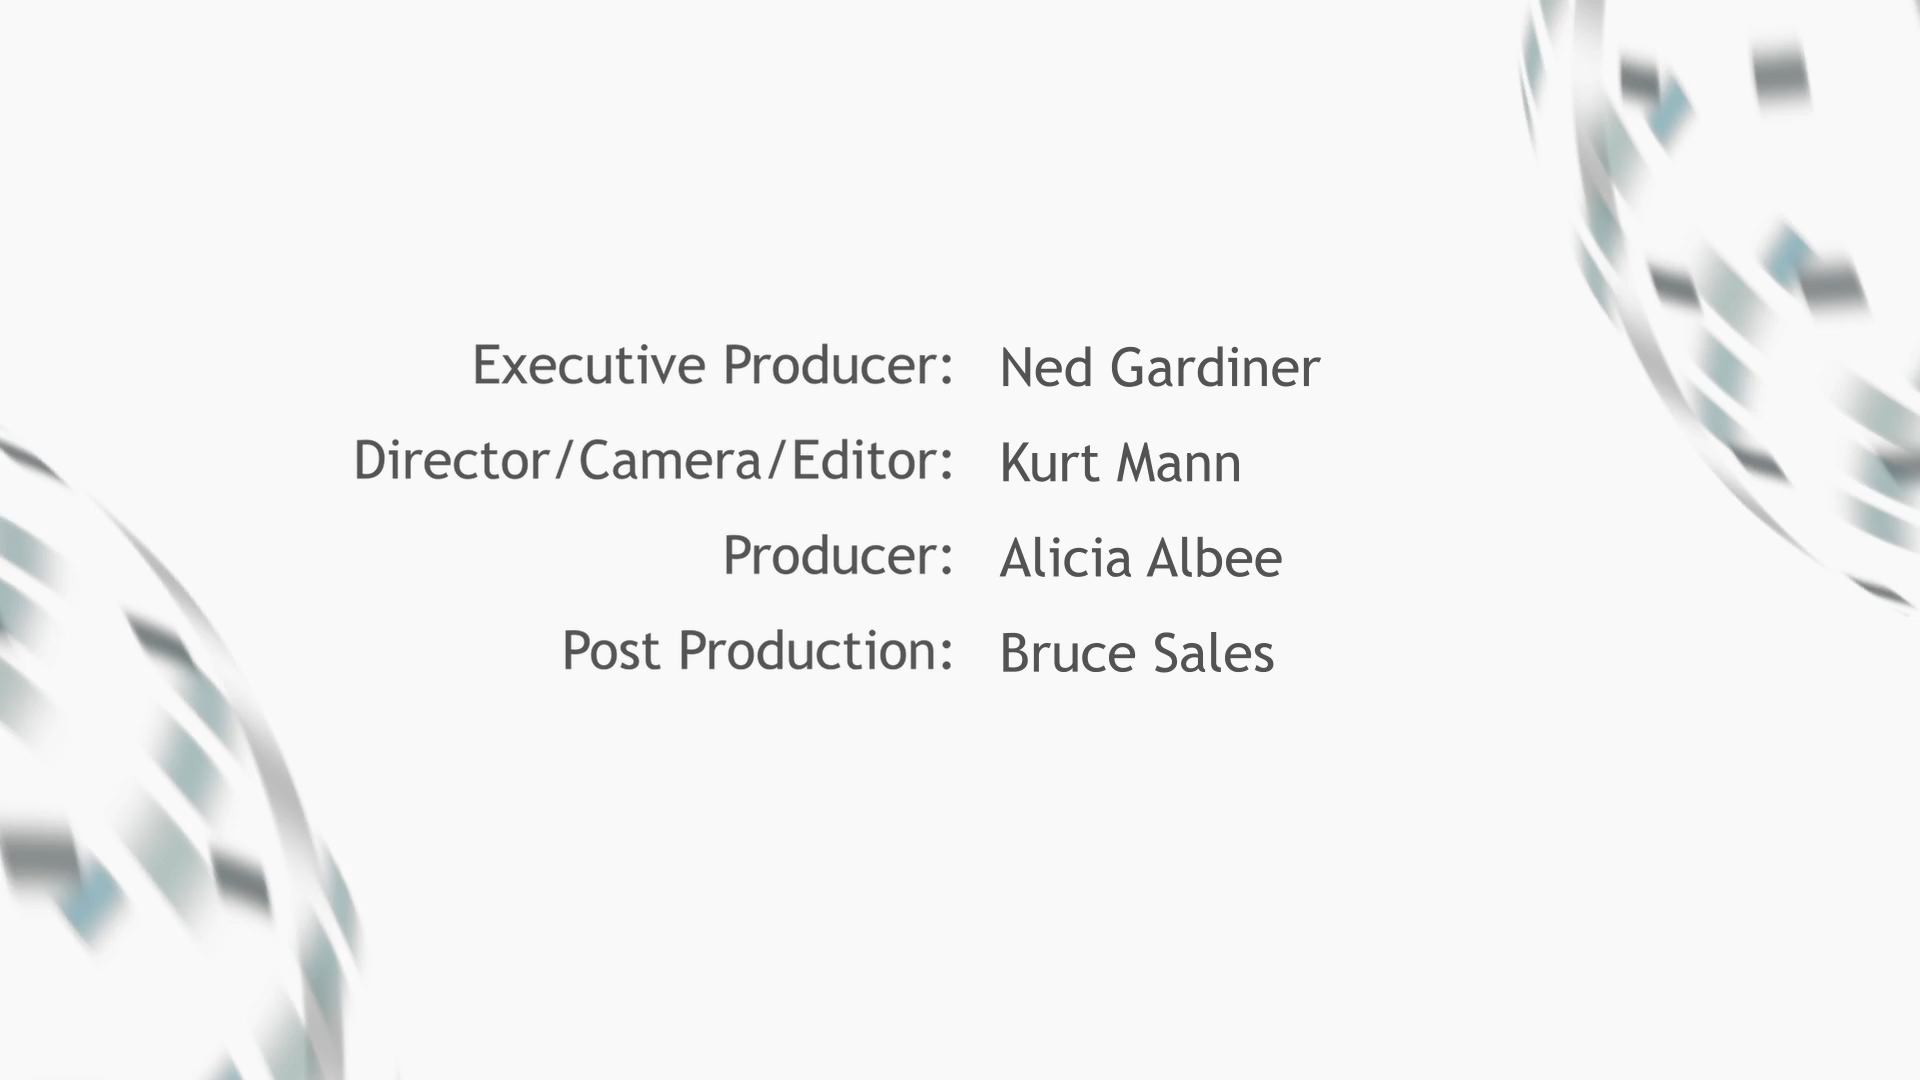 Executive Producer: Ned Gardiner
Director/Camera/Editor: Kurt Mann
Producer: Alicia Albee
Post Production: Bruce Sales